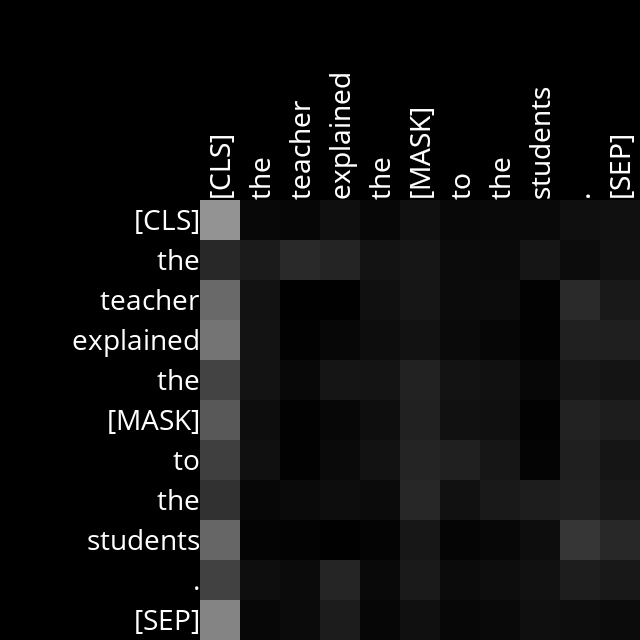 [CLS] the teacher explained the [MASK] to the students . [SEP]
[CLS]
the
teacher
explained
the
[MASK]
to
the
students
.
[SEP]